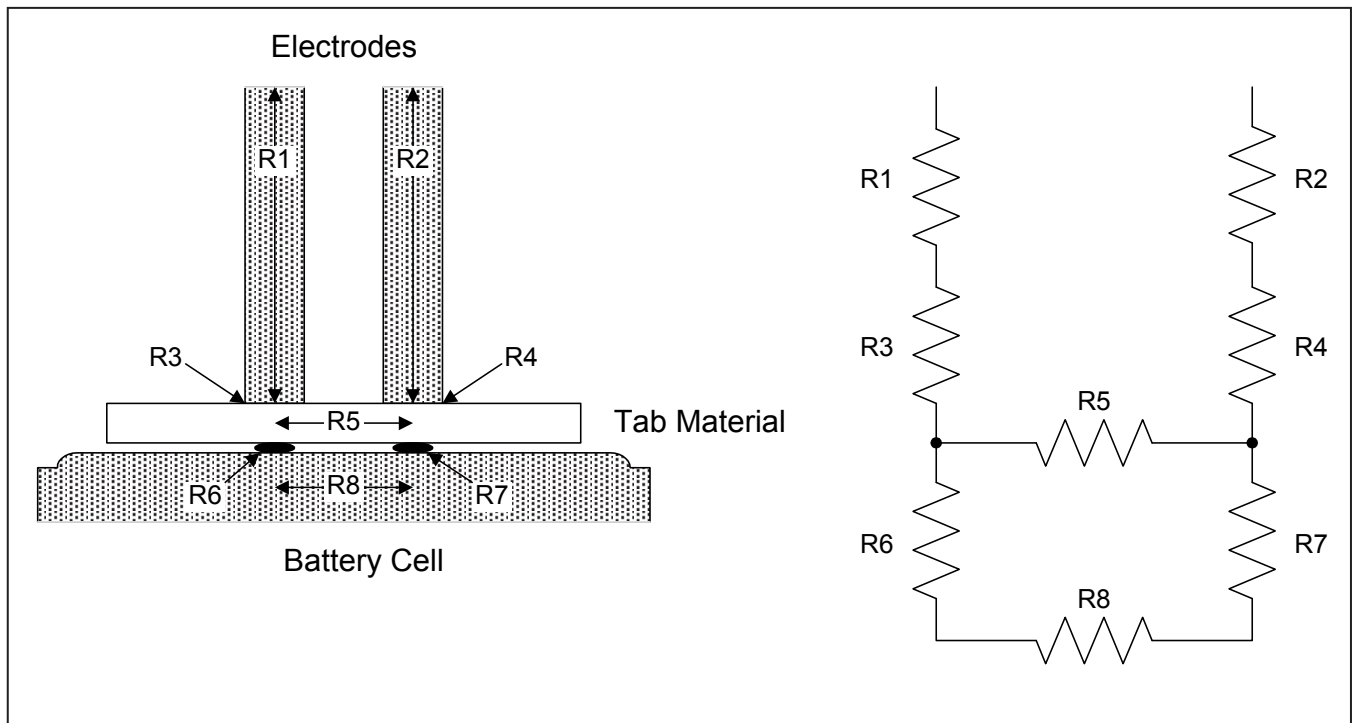 Electrodes
R1
R2
R3
R4
R5
Tab Material
R6
R8
R7
Battery Cell
R1
R2
R3
R4
R5
R6
R7
R8